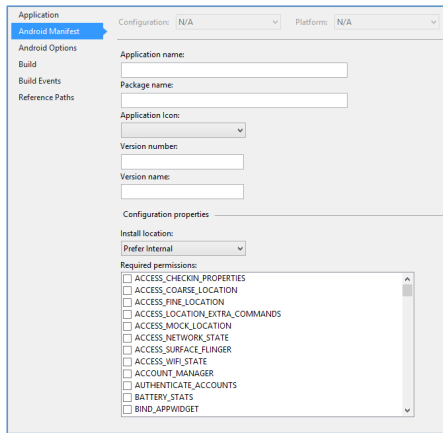 Application
Android Manifest
Android Options
Build
Build Events
Reference Paths
Configuration: N/A Platform: N/A
Application name:
Package name:
Application Icon:
Version number:
Version name:
Configuration properties
Install location:
Prefer Internal
Required permissions:
ACCESS_CHECKIN_PROPERTIES
ACCESS_COARSE_LOCATION
ACCESS_FINE_LOCATION
ACCESS_LOCATION_EXTRA_COMMANDS
ACCESS_MOCK_LOCATION
ACCESS_NETWORK_STATE
ACCESS_SURFACE_FLINGER
ACCESS_WIFI_STATE
ACCOUNT_MANAGER
AUTHENTICATE_ACCOUNTS
BATTERY_STATS
BIND_APPWIDGET